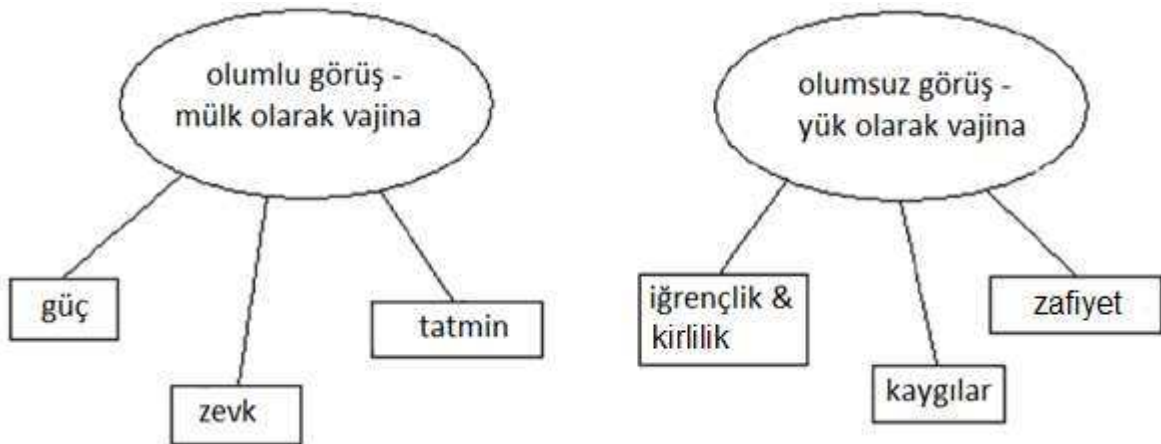 olumlu görüş -
mülk olarak vajina
güç
zevk
tatmin
olumsuz görüş -
yük olarak vajina
iğrençlik &
kirlilik
kaygılar
zafiyet